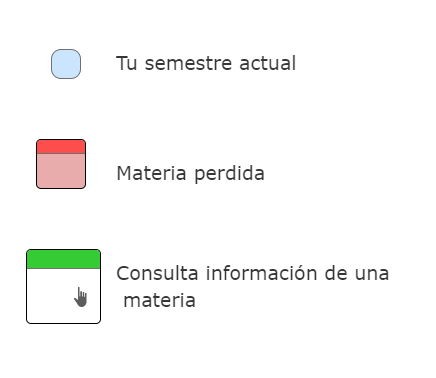 Tu semestre actual
Materia perdida
Consulta información de una
materia